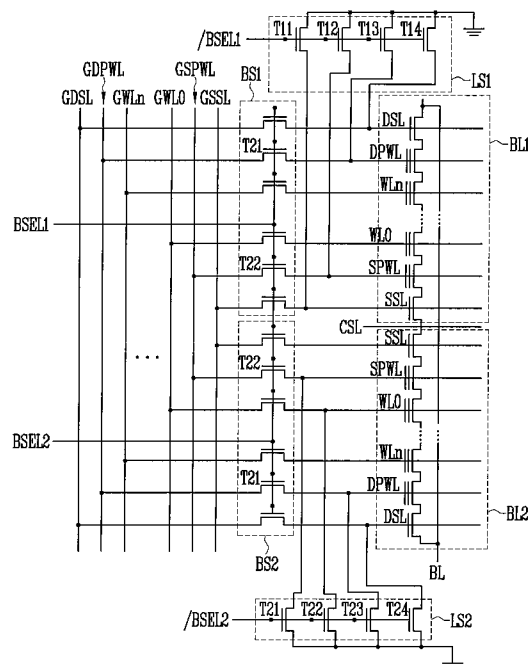 /BSEL1
T11
T12
T13
T14
LS1
GDPWL
GSPWL
GDSL
GWLn
GWL0
GSSL
BS1
BL1
DSL
T21
DPWL
WLn
BSEL1
WL0
T22
SPWL
SSL
CSL
SSL
T22
SPWL
WL0
...
BSEL2
WLn
T21
DPWL
DSL
BL2
BS2
BL
/BSEL2
T21
T22
T23
T24
LS2